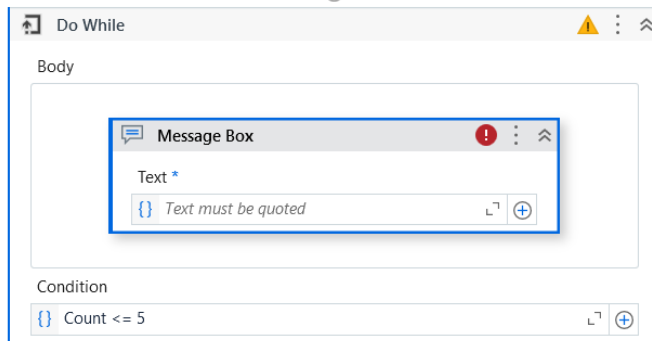 Do While
Body
Message Box
Text *
{} Text must be quoted
Condition
{} Count <= 5